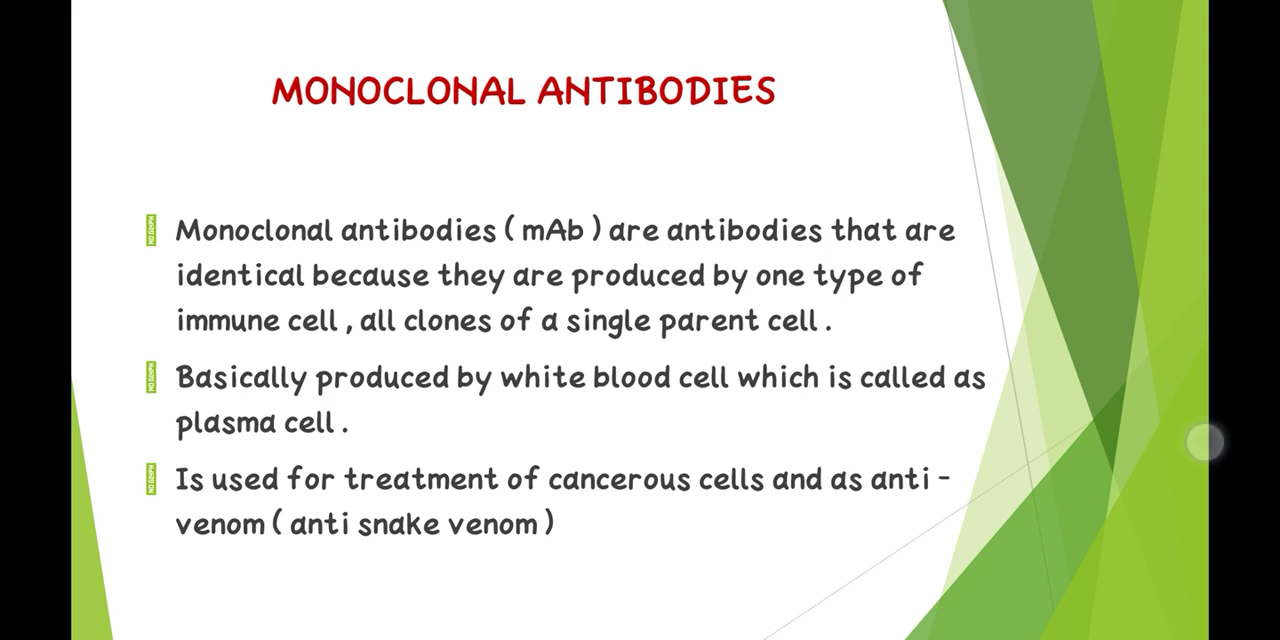 MONOCLONAL ANTIBODIES
Monoclonal antibodies ( mAb ) are antibodies that are
identical because they are produced by one type of
immune cell , all clones of a single parent cell .
Basically produced by white blood cell which is called as
plasma cell .
Is used for treatment of cancerous cells and as anti -
venom ( anti snake venom )